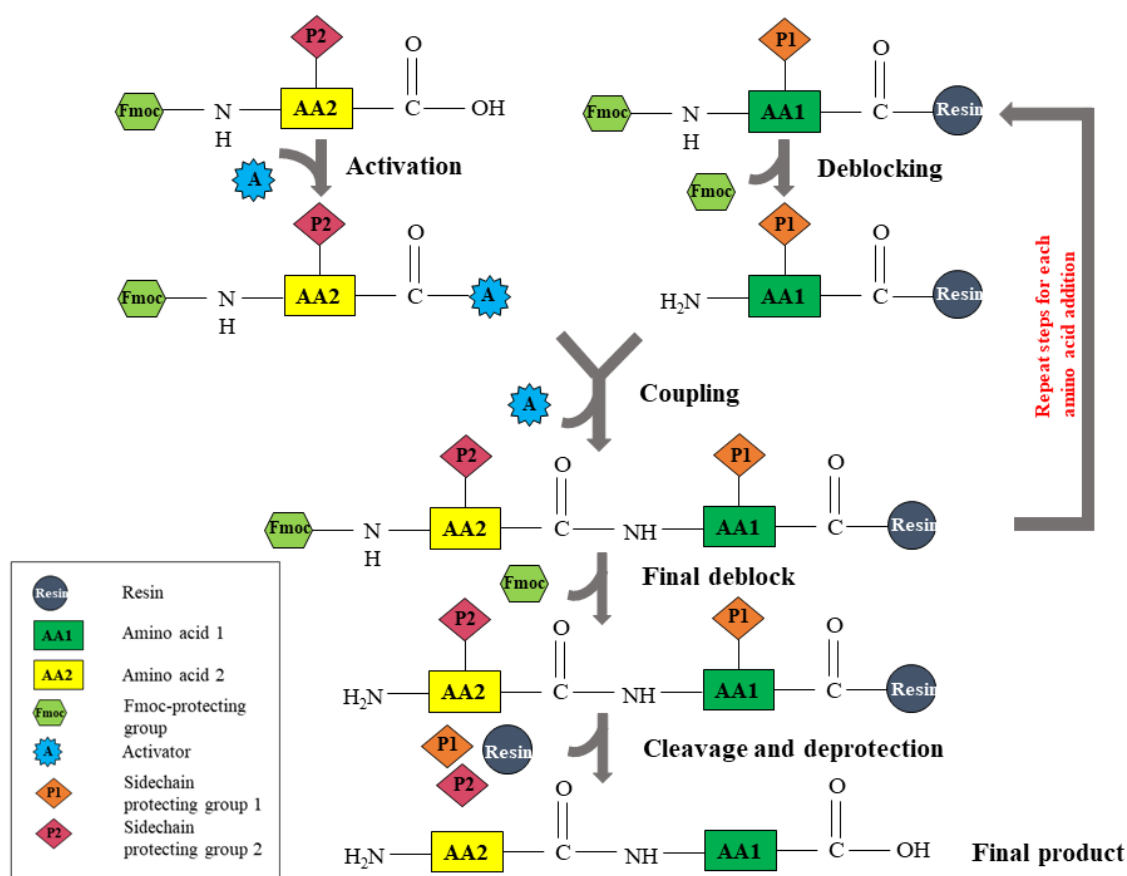 P2
O
Fmoc
N
H
AA2
C
OH
A
Activation
P1
O
Fmoc
N
H
AA1
C
Resin
Fmoc
Deblocking
P2
O
Fmoc
N
H
AA2
C
A
P1
O
H2N
AA1
C
Resin
Repeat steps for each
amino acid addition
A
Coupling
P2
O
P1
O
Fmoc
N
H
AA2
C
NH
AA1
C
Resin
Fmoc
Final deblock
P2
O
P1
O
H2N
AA2
C
NH
AA1
C
Resin
P1
Resin
P2
Cleavage and deprotection
O
O
H2N
AA2
C
NH
AA1
C
OH
Final product
Resin
Resin
AA1
Amino acid 1
AA2
Amino acid 2
Fmoc
Fmoc-protecting
group
A
Activator
P1
Sidechain
protecting group 1
P2
Sidechain
protecting group 2